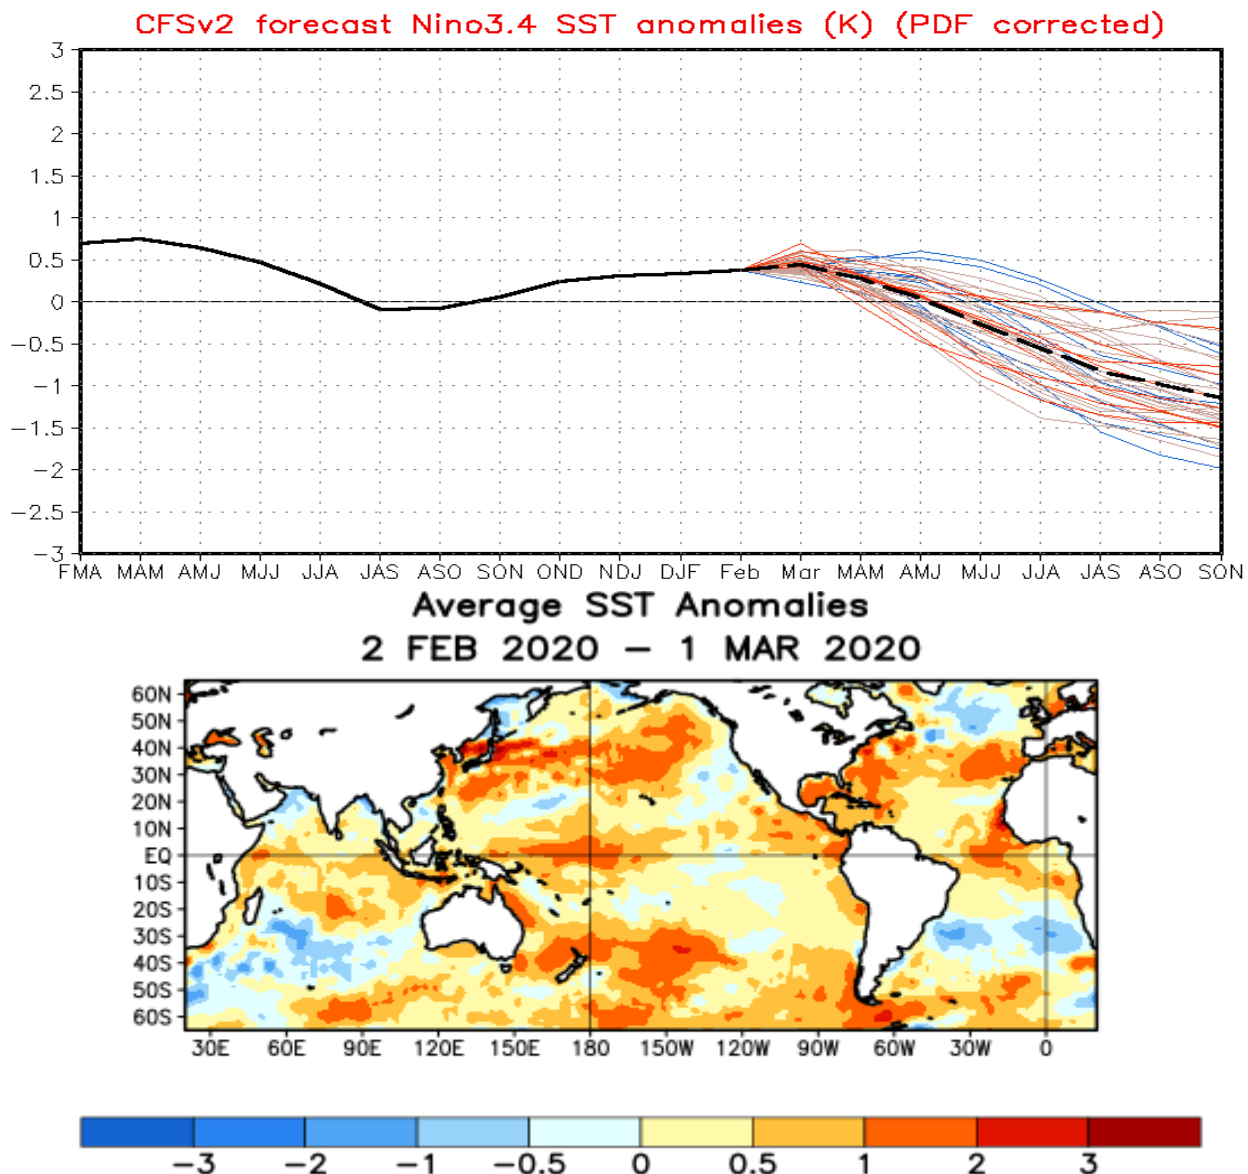 CFSv2 forecast Nino3.4 SST anomalies (K) (PDF corrected)
3
2.5
2
1.5
1
0.5
0
−0.5
−1
−1.5
−2
−2.5
−3
FMA MAM AMJ MJJ JJA JAS ASO SON OND NDJ DJF Feb Mar MAM AMJ MJJ JJA JAS ASO SON
Average SST Anomalies
2 FEB 2020 − 1 MAR 2020
60N
50N
40N
30N
20N
10N
EQ
10S
20S
30S
40S
50S
60S
30E 60E 90E 120E 150E 180 150W 120W 90W 60W 30W 0
−3 −2 −1 −0.5 0 0.5 1 2 3